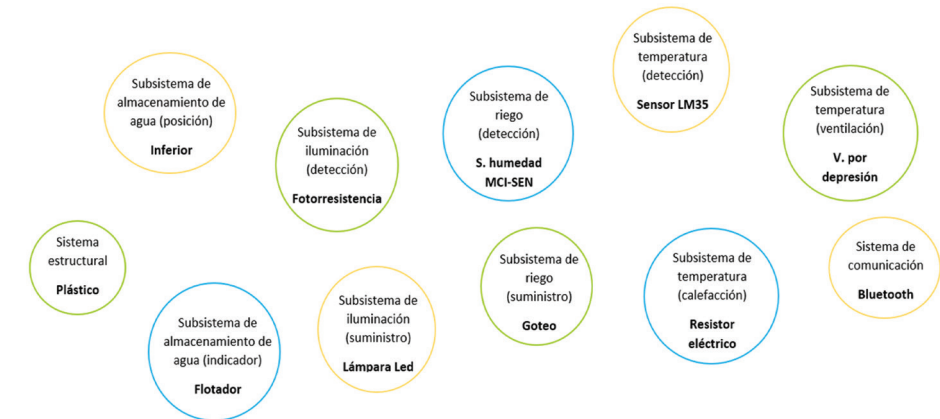 Subsistema de
almacenamiento de
agua (posición)
Inferior
Subsistema de
iluminación
(detección)
Fotorresistencia
Subsistema de
riego
(detección)
S. humedad
MCI-SEN
Subsistema de
temperatura
(detección)
Sensor LM35
Subsistema de
temperatura
(ventilación)
V. por
depresión
Sistema
estructural
Plástico
Subsistema de
almacenamiento de
agua (indicador)
Flotador
Subsistema de
iluminación
(suministro)
Lámpara Led
Subsistema de
riego
(suministro)
Goteo
Subsistema de
temperatura
(calefacción)
Resistor
eléctrico
Sistema de
comunicación
Bluetooth